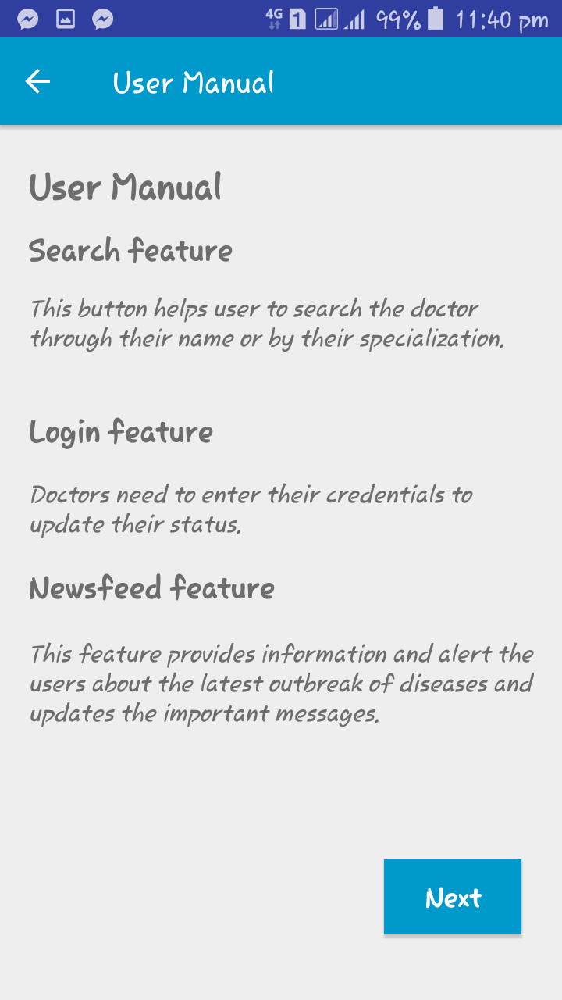 4G 1 99% 11:40 pm
User Manual
User Manual
Search feature
This button helps user to search the doctor
through their name or by their specialization.
Login feature
Doctors need to enter their credentials to
update their status.
Newsfeed feature
This feature provides information and alert the
users about the latest outbreak of diseases and
updates the important messages.
Next